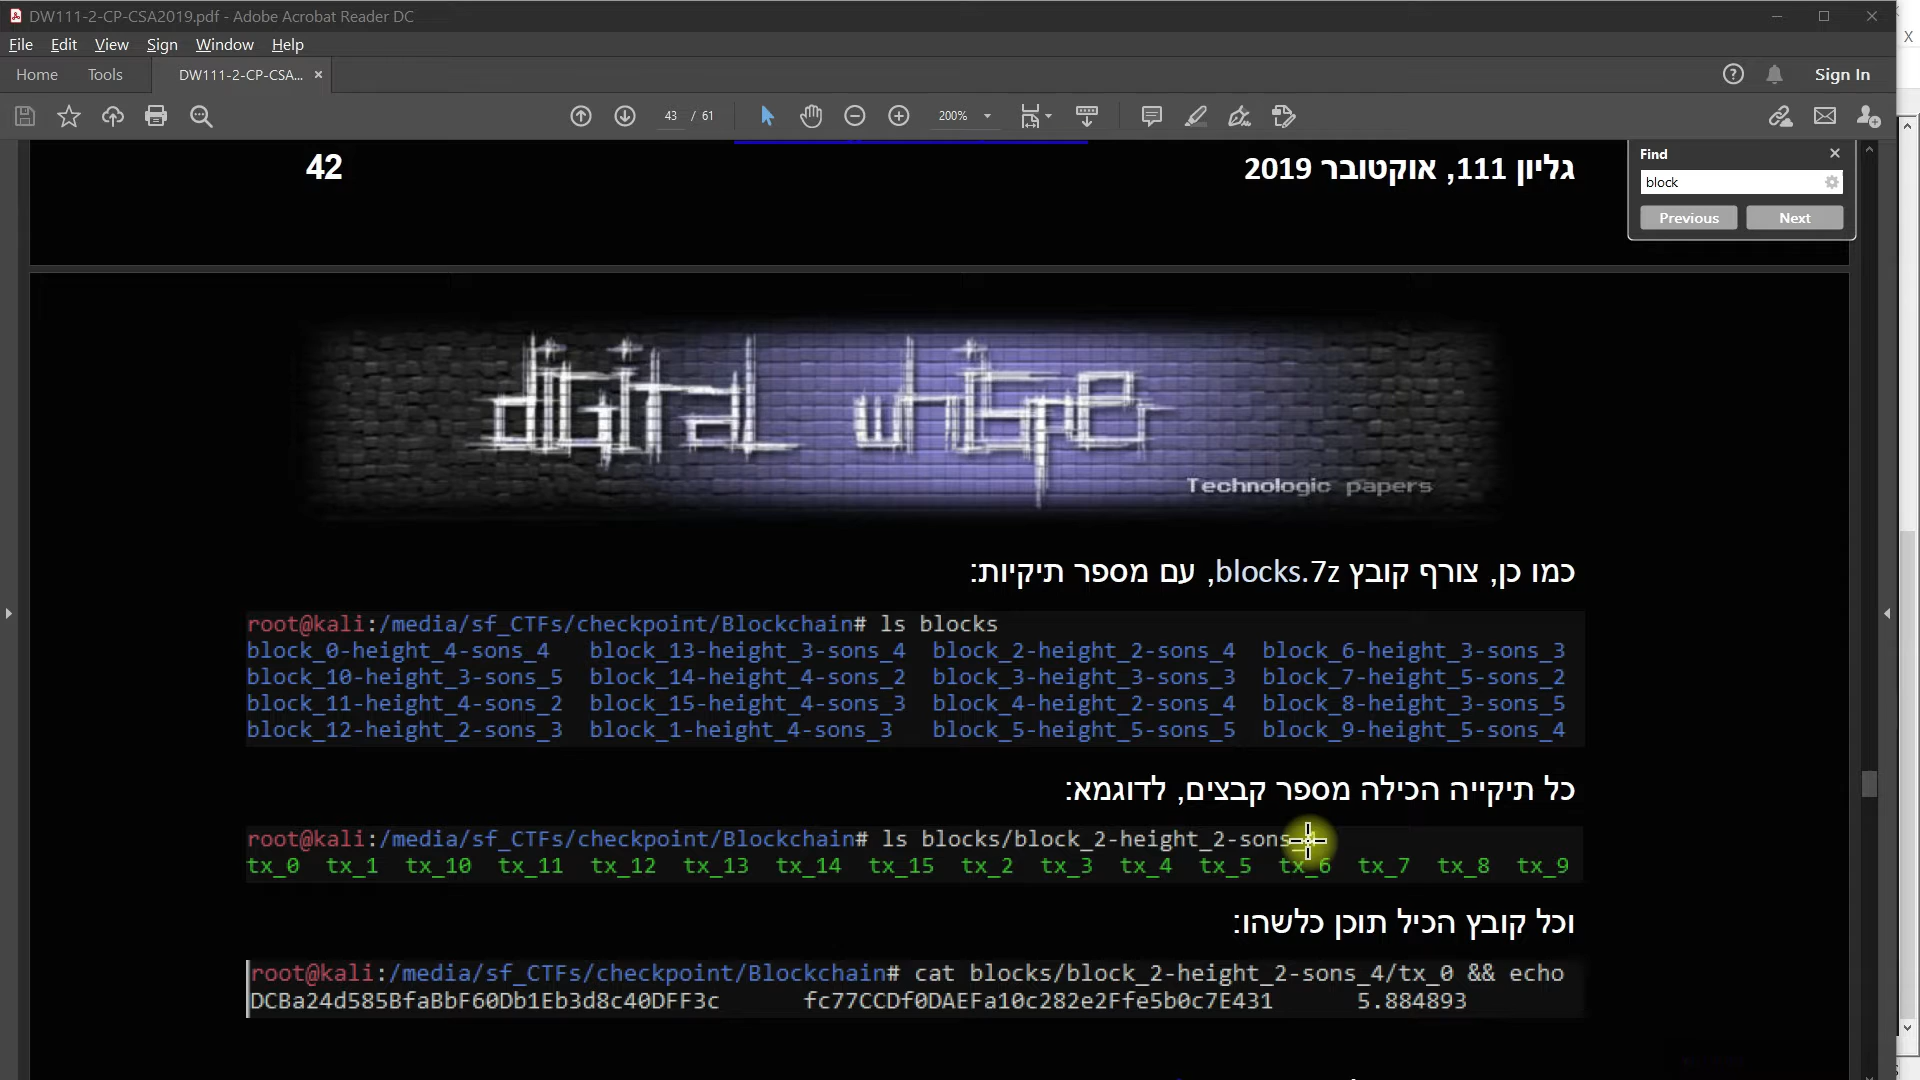 DW111-2-CP-CSA2019.pdf - Adobe Acrobat Reader DC
File Edit View Sign Window Help
Home Tools DW111-2-CP-CSA... × Sign In
43 / 61 200%
Find
block
Previous Next
42 גליון 111, אוקטובר 2019
digital whisper
Technologic papers
כמו כן, צורף קובץ blocks.7z, עם מספר תיקיות:
root@kali:/media/sf_CTFs/checkpoint/Blockchain# ls blocks
block_0-height_4-sons_4 block_13-height_3-sons_4 block_2-height_2-sons_4 block_6-height_3-sons_3
block_10-height_3-sons_5 block_14-height_4-sons_2 block_3-height_3-sons_3 block_7-height_5-sons_2
block_11-height_4-sons_2 block_15-height_4-sons_3 block_4-height_2-sons_4 block_8-height_3-sons_5
block_12-height_2-sons_3 block_1-height_4-sons_3 block_5-height_5-sons_5 block_9-height_5-sons_4
כל תיקייה הכילה מספר קבצים, לדוגמא:
root@kali:/media/sf_CTFs/checkpoint/Blockchain# ls blocks/block_2-height_2-sons
tx_0 tx_1 tx_10 tx_11 tx_12 tx_13 tx_14 tx_15 tx_2 tx_3 tx_4 tx_5 tx_6 tx_7 tx_8 tx_9
וכל קובץ הכיל תוכן כלשהו:
root@kali:/media/sf_CTFs/checkpoint/Blockchain# cat blocks/block_2-height_2-sons_4/tx_0 && echo
DCBa24d585BfaBbF60Db1Eb3d8c40DFF3c fc77CCDf0DAEFa10c282e2Ffe5b0c7E431 5.884893